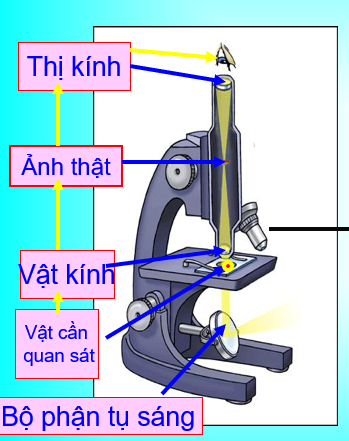 Thị kính
Ảnh thật
Vật kính
Vật cần
quan sát
Bộ phận tụ sáng